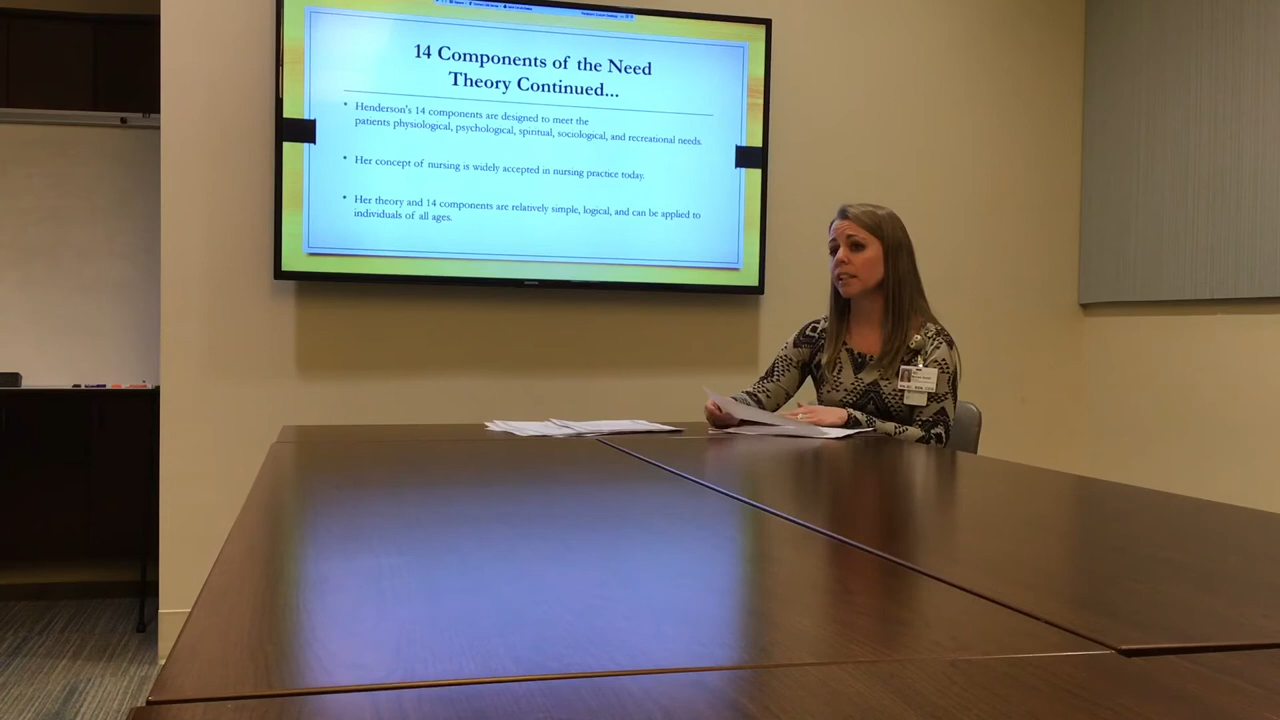 14 Components of the Need
Theory Continued...
• Henderson's 14 components are designed to meet the
patients physiological, psychological, spiritual, sociological, and recreational needs.
• Her concept of nursing is widely accepted in nursing practice today.
• Her theory and 14 components are relatively simple, logical, and can be applied to
individuals of all ages.